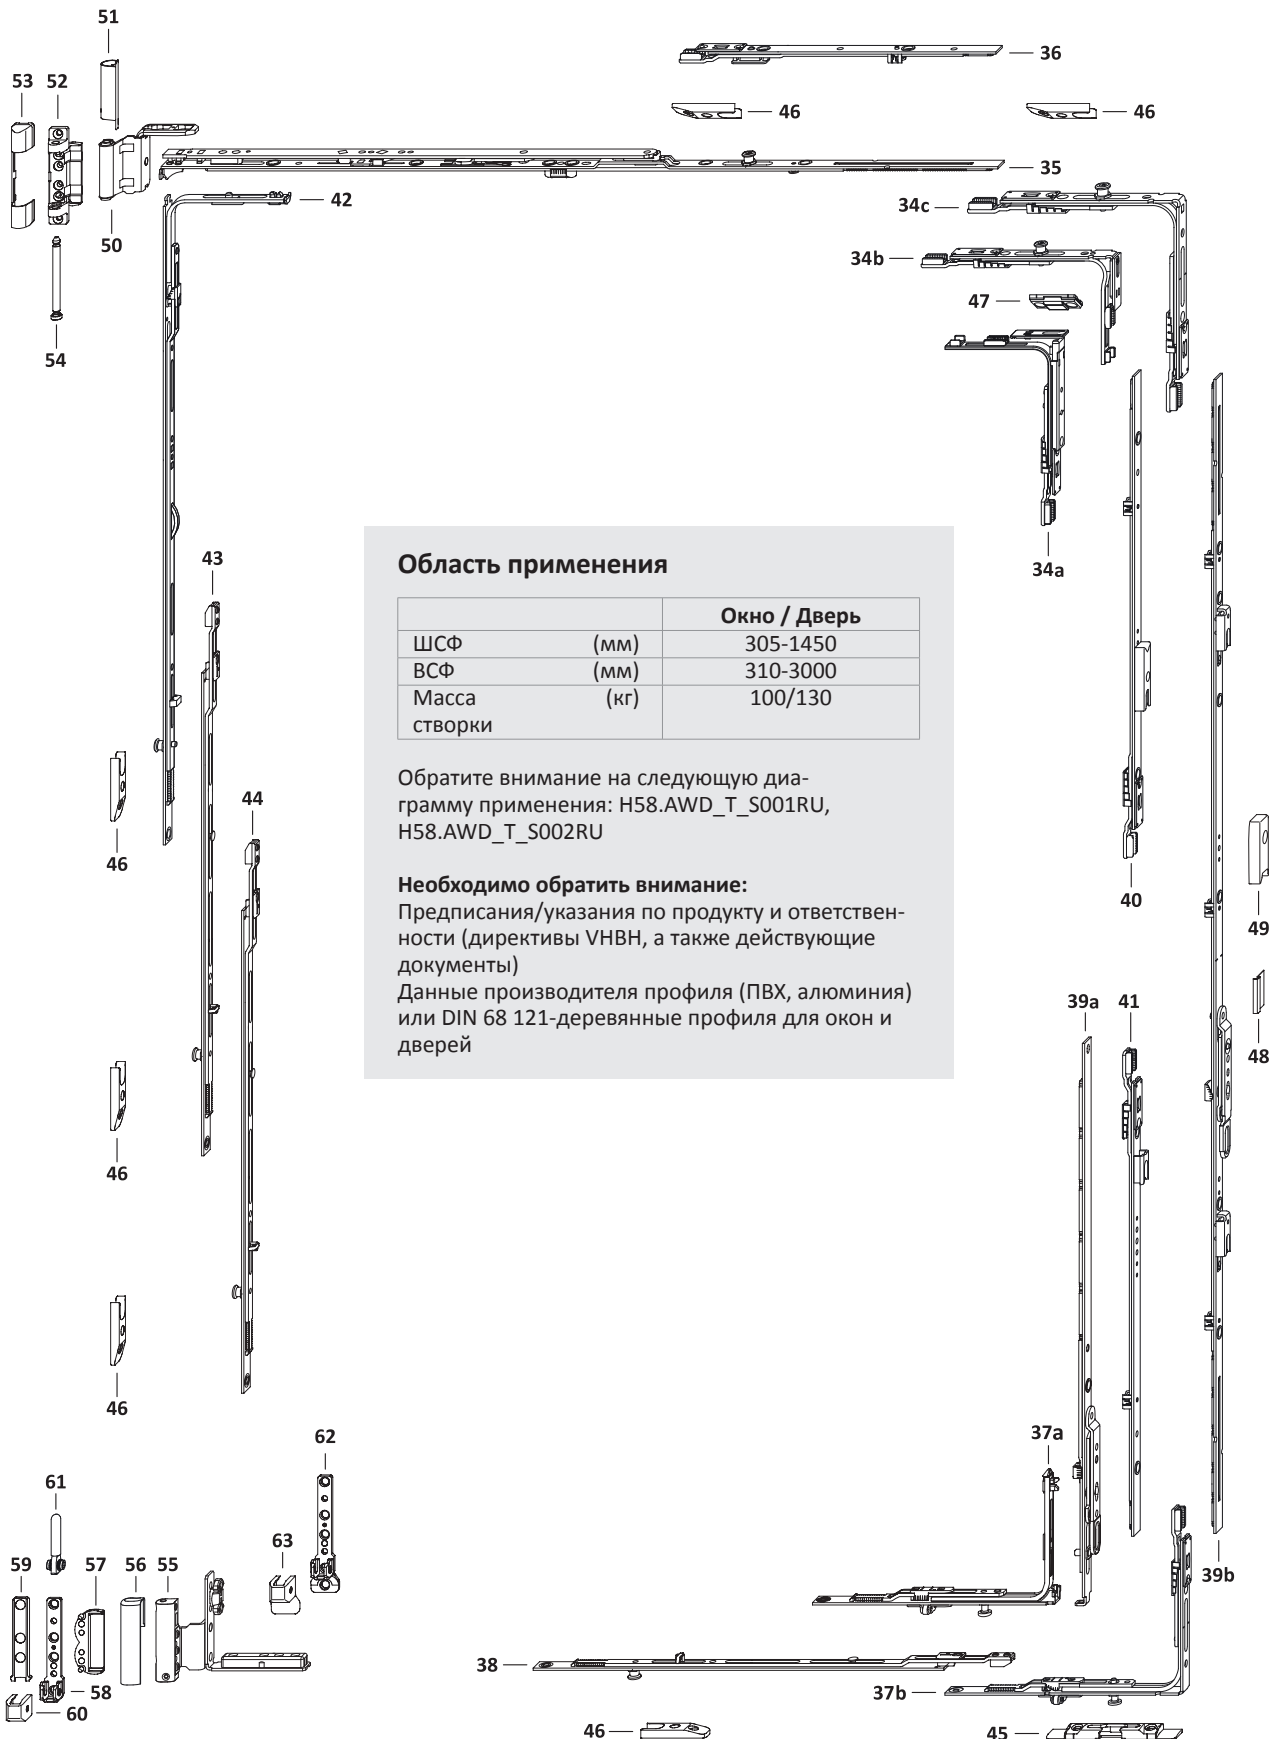 51
36
53 52
46
46
35
42
34c
50
34b
47
54
34a
43
Область применения
Окно / Дверь
ШСФ (мм) 305-1450
ВСФ (мм) 310-3000
Масса (кг) 100/130
створки
Обратите внимание на следующую диа-
грамму применения: H58.AWD_T_S001RU,
H58.AWD_T_S002RU
44
46
40
49
Необходимо обратить внимание:
Предписания/указания по продукту и ответствен-
ности (директивы VHBH, а также действующие
документы)
Данные производителя профиля (ПВХ, алюминия)
или DIN 68 121-деревянные профиля для окон и
дверей
39a 41
48
46
46
62
37a
61
63
59 57 56 55
39b
38
58
37b
60
46
45